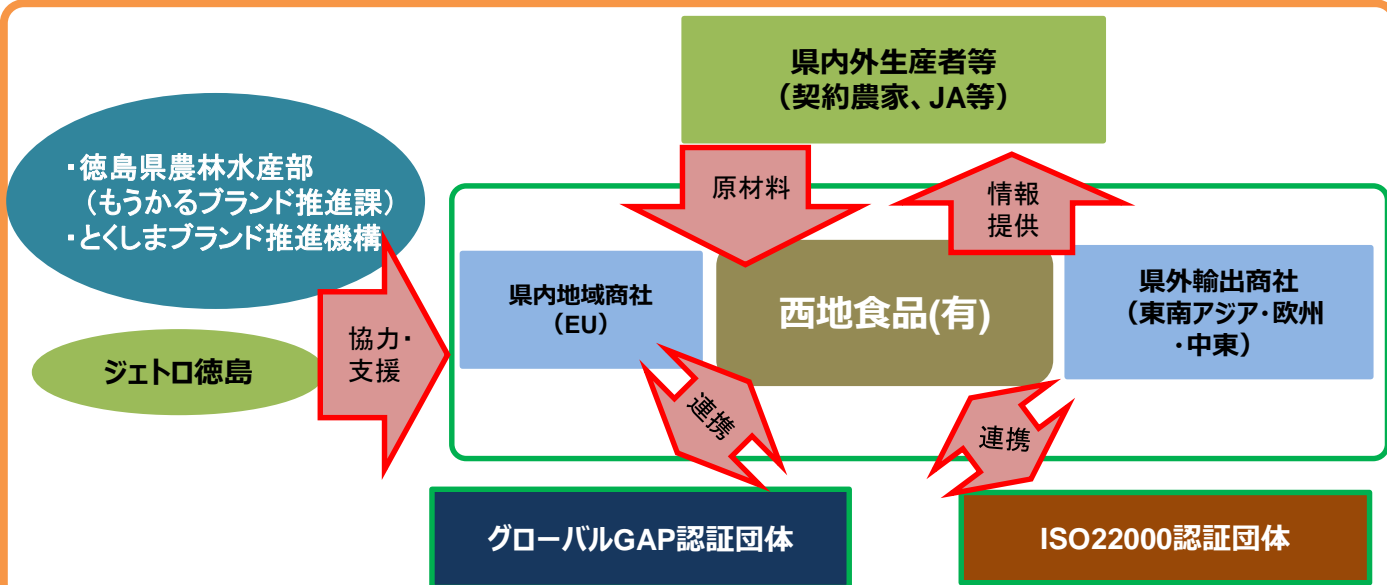 県内外生産者等
（契約農家、JA等）
・徳島県農林水産部
（もうかるブランド推進課）
・とくしまブランド推進機構
原材料
情報
提供
県内地域商社
（EU）
西地食品(有)
県外輸出商社
（東南アジア・欧州
・中東）
協力・
支援
ジェトロ徳島
連携
連携
グローバルGAP認証団体
ISO22000認証団体